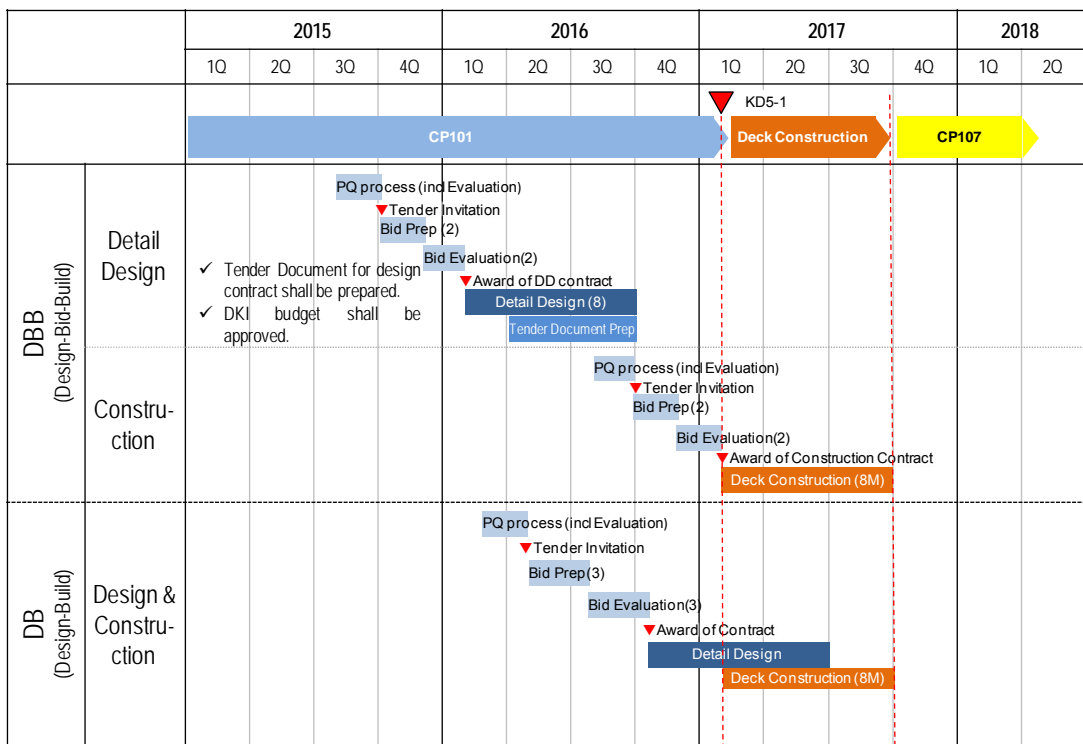 2015 2016 2017 2018
1Q 2Q 3Q 4Q 1Q 2Q 3Q 4Q 1Q 2Q 3Q 4Q 1Q 2Q
KD5-1
CP101 Deck Construction CP107
DBB
(Design-Bid-Build)
Detail
Design
PQ process (incl Evaluation)
Tender Invitation
Bid Prep (2)
Bid Evaluation(2)
✓ Tender Document for design
contract shall be prepared.
✓ DKI budget shall be
approved.
Award of DD contract
Detail Design (8)
Tender Document Prep
Constru-
ction
PQ process (incl Evaluation)
Tender Invitation
Bid Prep(2)
Bid Evaluation(2)
Award of Construction Contract
Deck Construction (8M)
DB
(Design-Build)
Design &
Constru-
ction
PQ process (incl Evaluation)
Tender Invitation
Bid Prep(3)
Bid Evaluation(3)
Award of Contract
Detail Design
Deck Construction (8M)